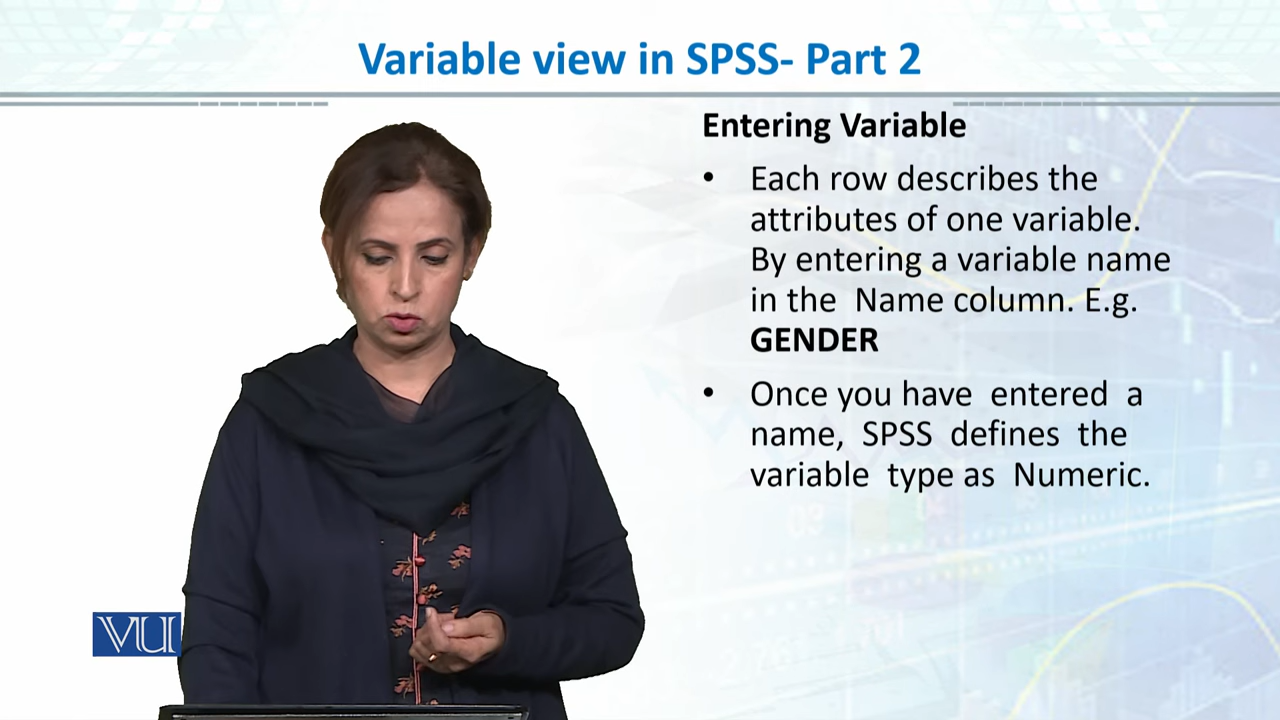 Variable view in SPSS- Part 2
Entering Variable
• Each row describes the
attributes of one variable.
By entering a variable name
in the Name column. E.g.
GENDER
• Once you have entered a
name, SPSS defines the
variable type as Numeric.
VU